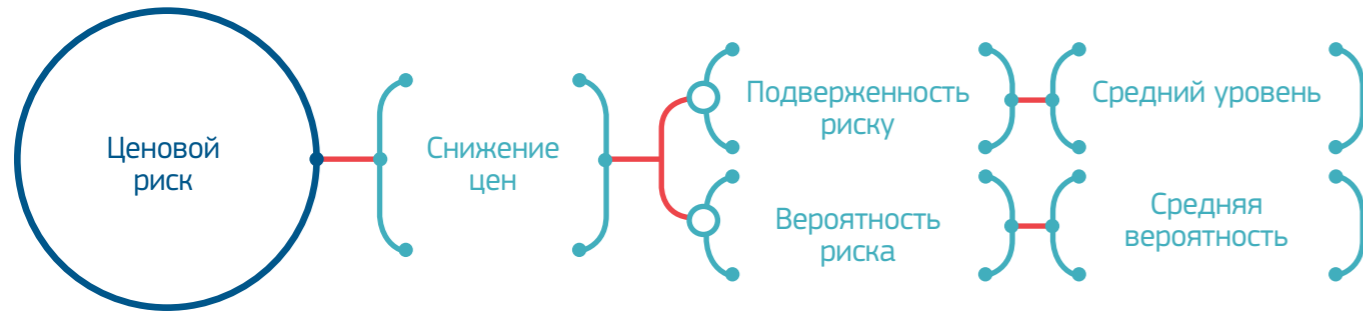 Ценовой
риск
Снижение
цен
Подверженность
риску
Средний уровень
Вероятность
риска
Средняя
вероятность